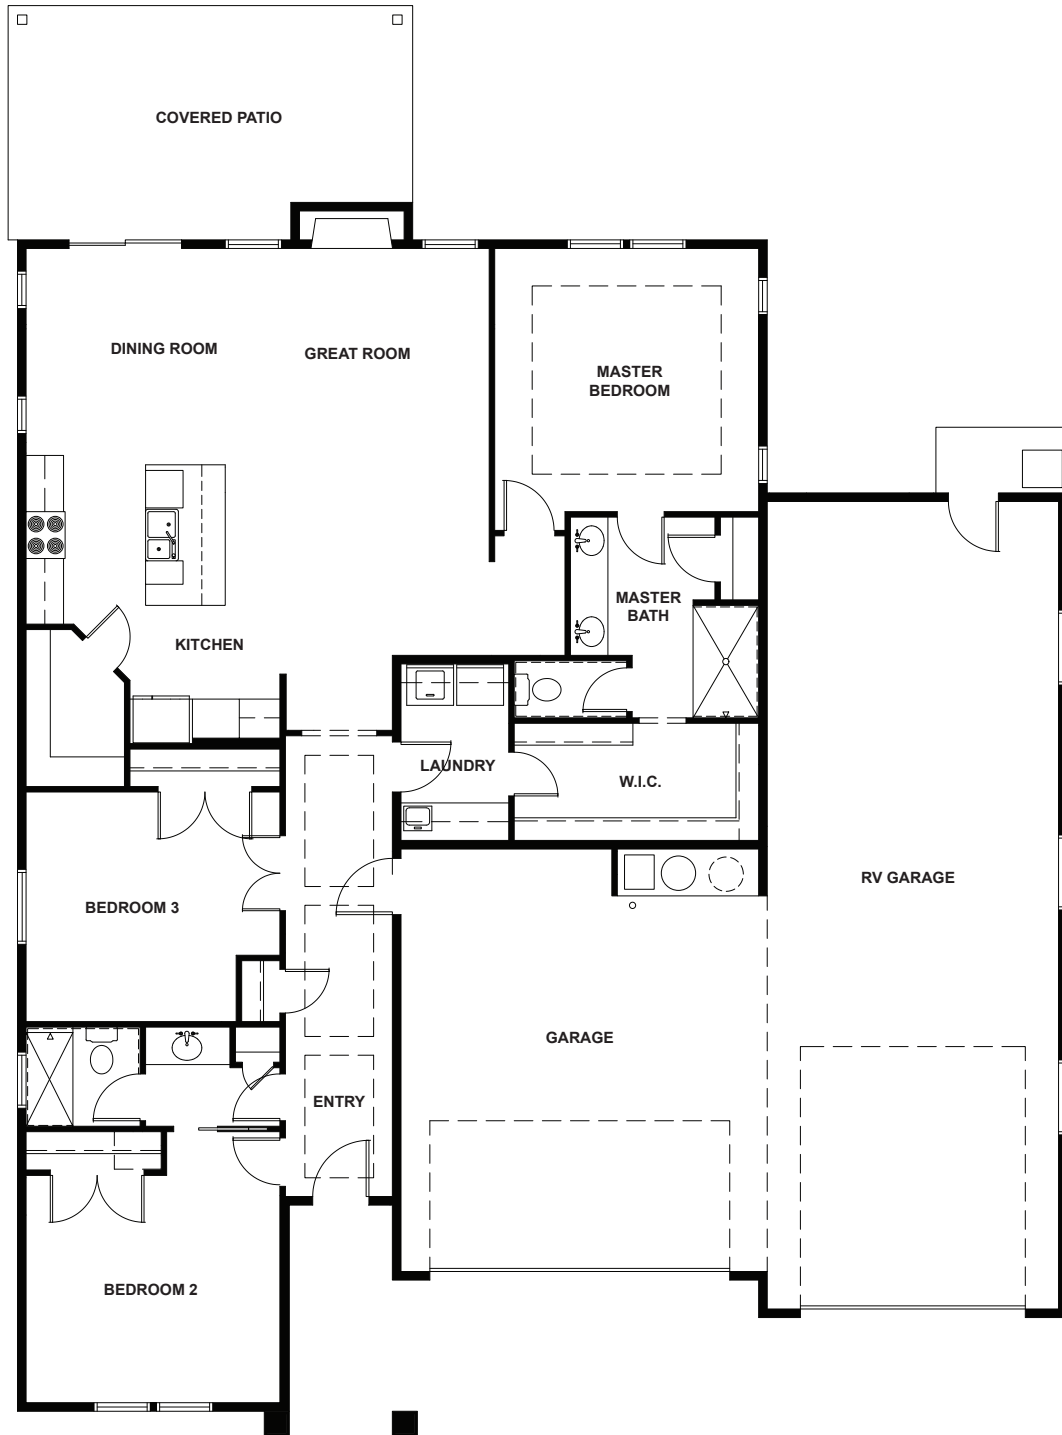 COVERED PATIO
DINING ROOM
GREAT ROOM
MASTER
BEDROOM
MASTER
BATH
KITCHEN
LAUNDRY
W.I.C.
RV GARAGE
BEDROOM 3
GARAGE
ENTRY
BEDROOM 2